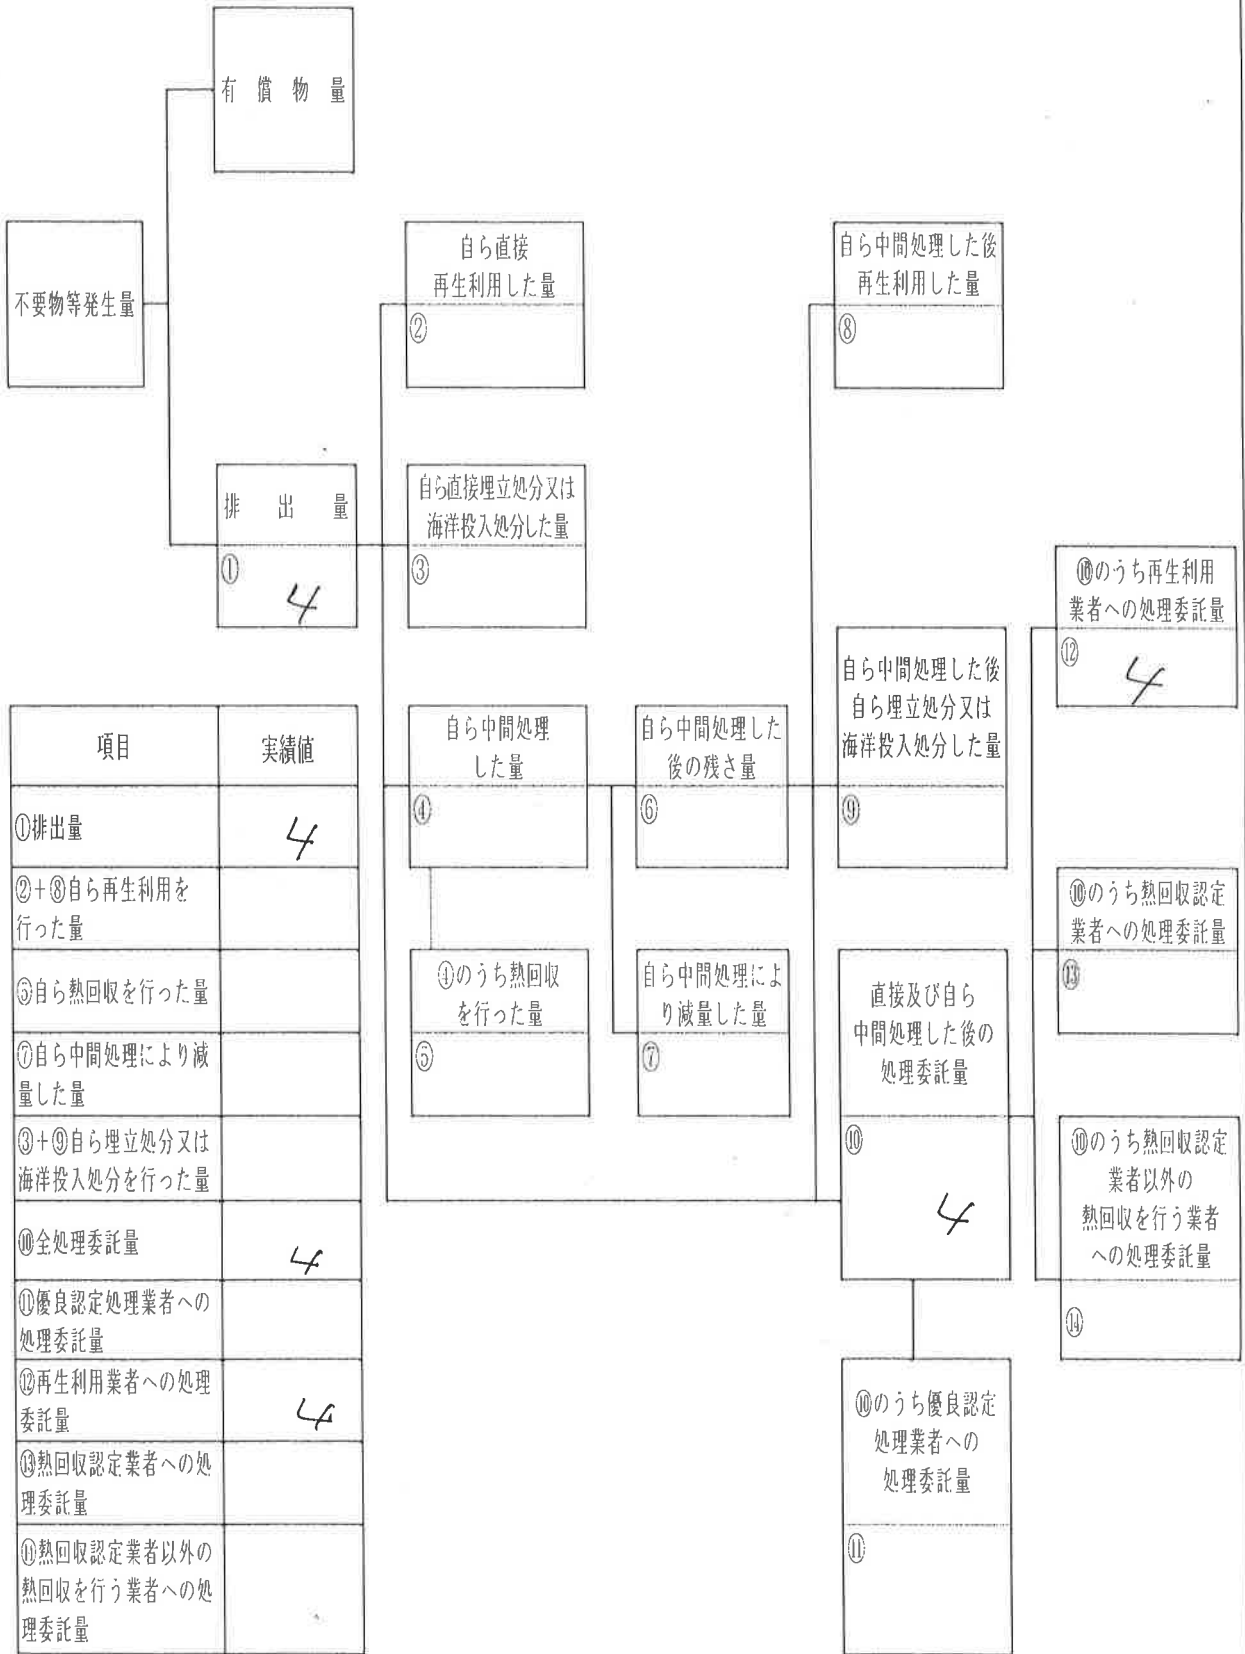 有償物量
不要物等発生量
自ら直接
再生利用した量
②
自ら中間処理した後
再生利用した量
⑧
排出量
①
4
自ら直接埋立処分又は
海洋投入処分した量
③
⑩のうち再生利用
業者への処理委託量
⑫
4
自ら中間処理した後
自ら埋立処分又は
海洋投入処分した量
⑨
自ら中間処理
した量
④
自ら中間処理した
後の残さ量
⑥
④のうち熱回収
を行った量
⑤
自ら中間処理によ
り減量した量
⑦
直接及び自ら
中間処理した後の
処理委託量
⑩
4
⑩のうち熱回収認定
業者への処理委託量
⑬
⑩のうち熱回収認定
業者以外の
熱回収を行う業者
への処理委託量
⑭
⑩のうち優良認定
処理業者への
処理委託量
⑪
項目 実績値
①排出量 4
②+⑧自ら再生利用を
行った量
⑤自ら熱回収を行った量
⑦自ら中間処理により減
量した量
③+⑨自ら埋立処分又は
海洋投入処分を行った量
⑩全処理委託量 4
⑪優良認定処理業者への
処理委託量
⑫再生利用業者への処理
委託量 4
⑬熱回収認定業者への処
理委託量
⑭熱回収認定業者以外の
熱回収を行う業者への処
理委託量